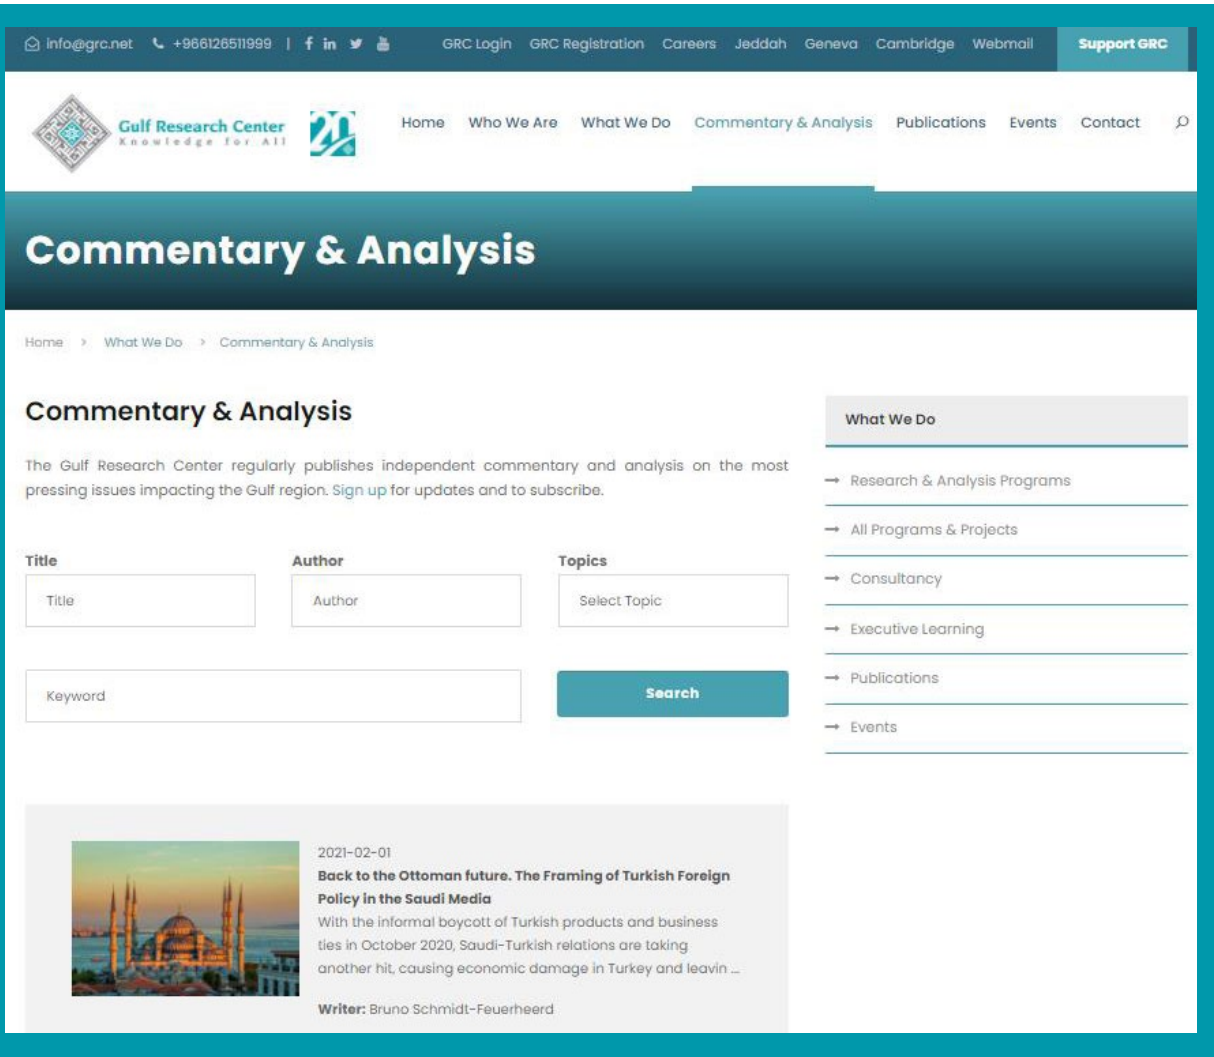 info@grc.net +966126511999 | GRC Login GRC Registration Careers Jeddah Geneva Cambridge Webmail Support GRC
Gulf Research Center
Knowledge for All
20
Home Who We Are What We Do Commentary & Analysis Publications Events Contact
Commentary & Analysis
Home > What We Do > Commentary & Analysis
Commentary & Analysis
The Gulf Research Center regularly publishes independent commentary and analysis on the most
pressing issues impacting the Gulf region. Sign up for updates and to subscribe.
Title Author Topics
Title Author Select Topic
Keyword Search
What We Do
Research & Analysis Programs
All Programs & Projects
Consultancy
Executive Learning
Publications
Events
2021-02-01
Back to the Ottoman future. The Framing of Turkish Foreign
Policy in the Saudi Media
With the informal boycott of Turkish products and business
ties in October 2020, Saudi-Turkish relations are taking
another hit, causing economic damage in Turkey and leavin ...
Writer: Bruno Schmidt-Feuerheerd